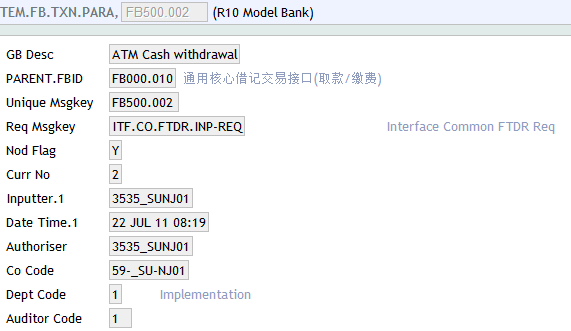 TEM.FB.TXN.PARA, FB500.002 (R10 Model Bank)
GB Desc ATM Cash withdrawal
PARENT.FBID FB000.010 通用核心借记交易接口(取款/缴费)
Unique Msgkey FB500.002
Req Msgkey ITF.CO.FTDR.INP-REQ Interface Common FTDR Req
Nod Flag Y
Curr No 2
Inputter.1 3535_SUNJ01
Date Time.1 22 JUL 11 08:19
Authoriser 3535_SUNJ01
Co Code 59-_SU-NJ01
Dept Code 1 Implementation
Auditor Code 1